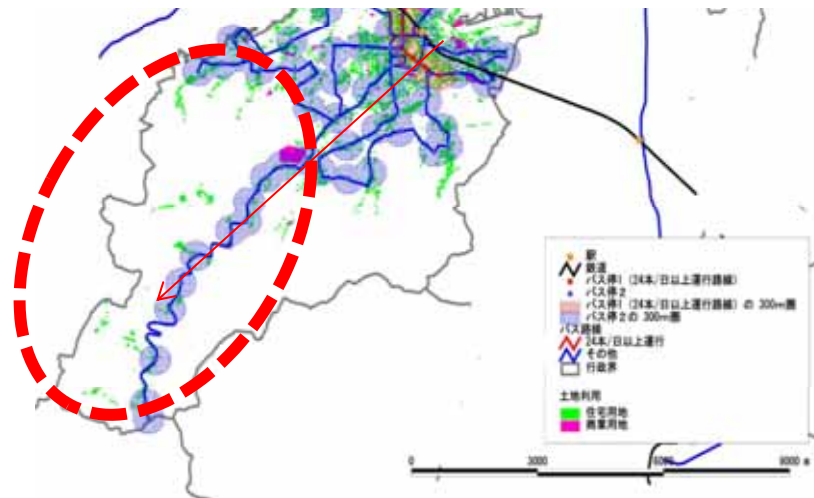 駅
鉄道
バス停1 (24本/日以上運行路線)
バス停2
バス停1 (24本/日以上運行路線) の 300m圏
バス停2の 300m圏
バス路線
24本/日以上運行
その他
行政界
土地利用
住宅用地
商業用地
0 3000 6000 9000 m